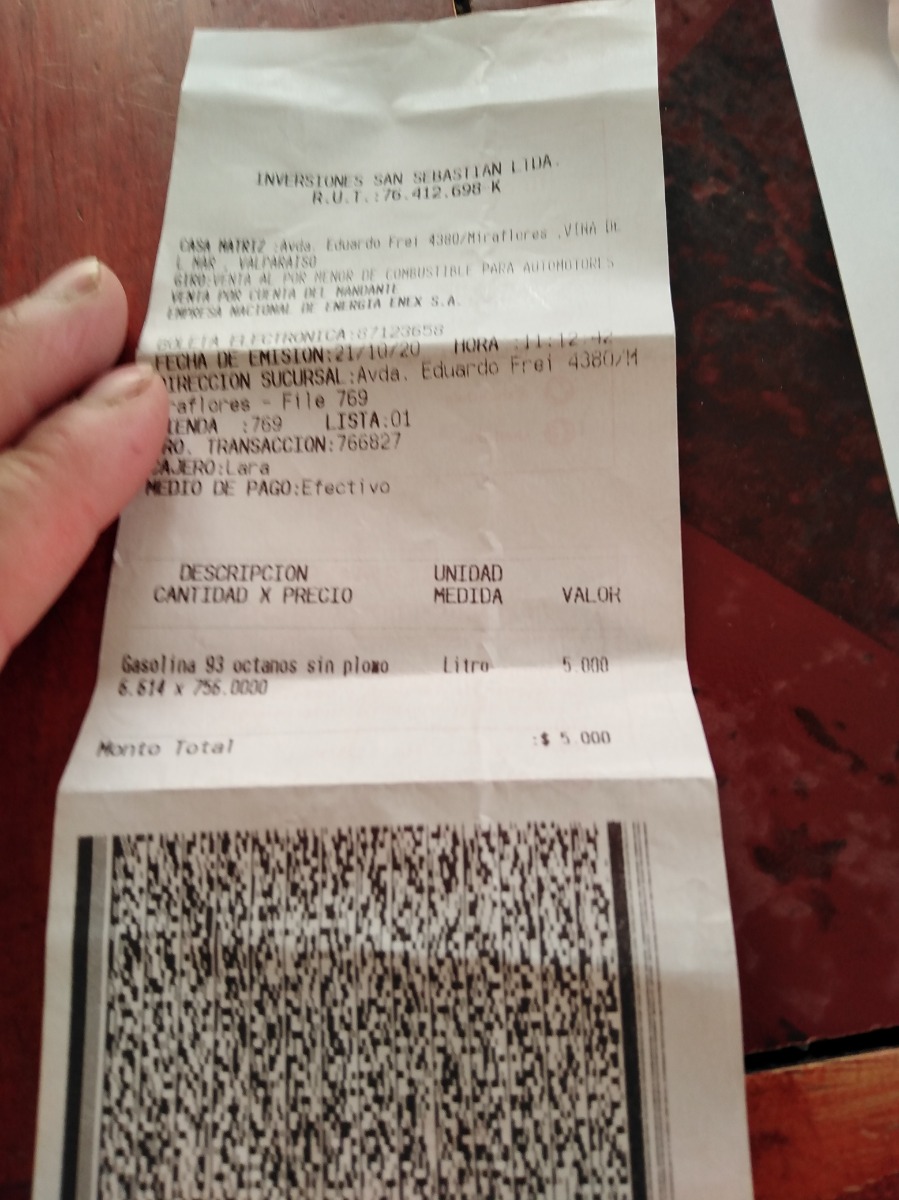 INVERSIONES SAN SEBASTIAN LTDA.
R.U.T.:76.412.698-K
CASA MATRIZ :Avda. Eduardo Frei 4380/Miraflores .VINA DE
L MAR . VALPARAISO
GIRO:VENTA AL POR MENOR DE COMBUSTIBLE PARA AUTOMOTORES
VENTA POR CUENTA DEL MANDANTE
EMPRESA NACIONAL DE ENERGIA ENEX S.A.
BOLETA ELECTRONICA:87123658
FECHA DE EMISION:21/10/20 HORA :11:12:42
DIRECCION SUCURSAL:Avda. Eduardo Frei 4380/M
raflores - File 769
IENDA :769 LISTA:01
RO. TRANSACCION:766827
CAJERO:Lara
MEDIO DE PAGO:Efectivo
DESCRIPCION UNIDAD
CANTIDAD X PRECIO MEDIDA VALOR
Gasolina 93 octanos sin plomo Litro 5.000
6.614 x 756.0000
Monto Total :$ 5.000